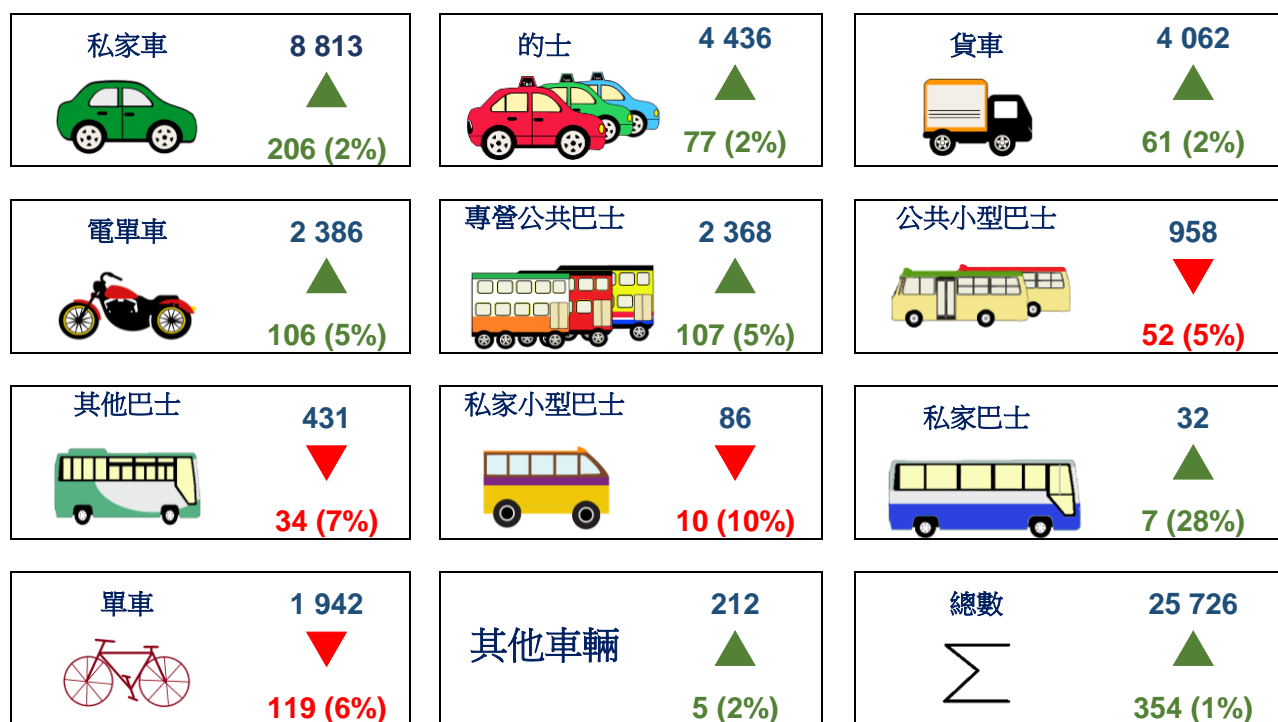 私家車
8 813
206 (2%)
的士
4 436
77 (2%)
貨車
4 062
61 (2%)
電單車
2 386
106 (5%)
專營公共巴士
2 368
107 (5%)
公共小型巴士
958
52 (5%)
其他巴士
431
34 (7%)
私家小型巴士
86
10 (10%)
私家巴士
32
7 (28%)
單車
1 942
119 (6%)
其他車輛
212
5 (2%)
總數
25 726
354 (1%)